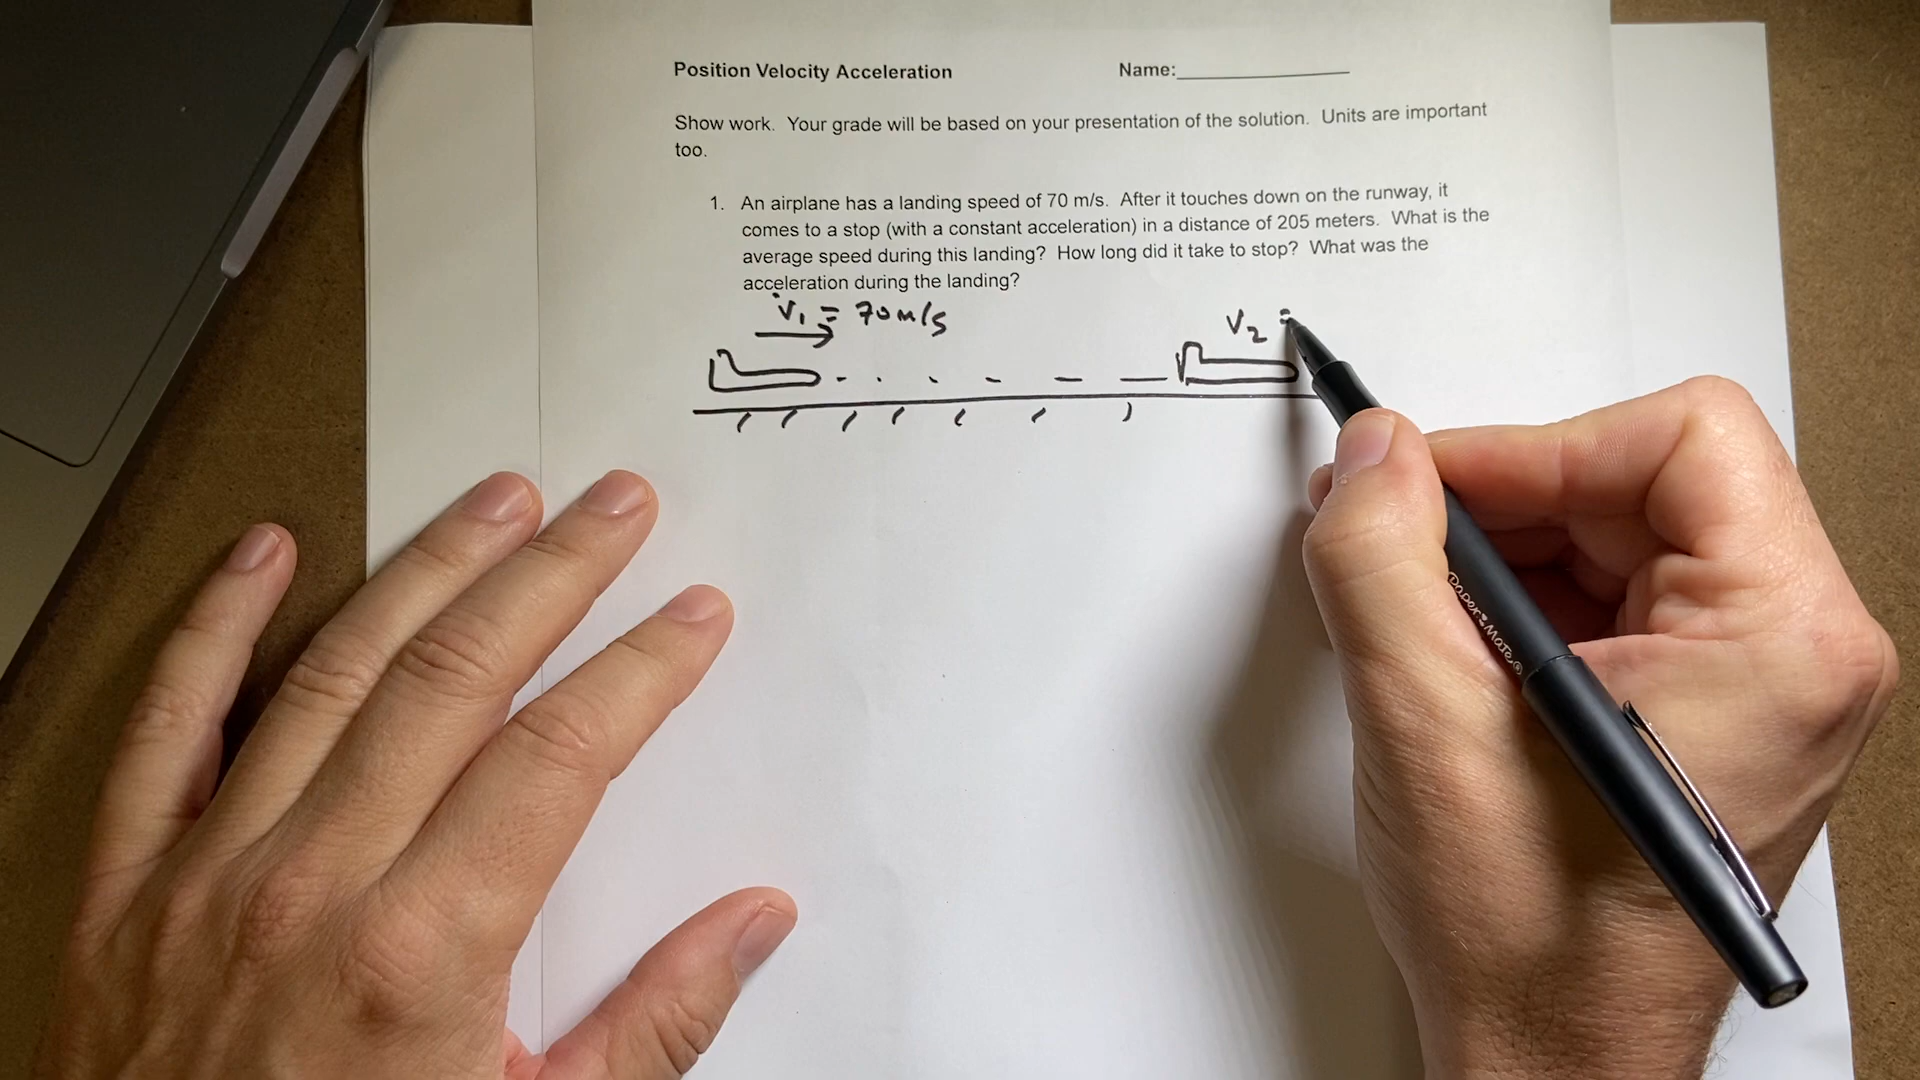 Position Velocity Acceleration Name:______________
Show work. Your grade will be based on your presentation of the solution. Units are important
too.
1. An airplane has a landing speed of 70 m/s. After it touches down on the runway, it
comes to a stop (with a constant acceleration) in a distance of 205 meters. What is the
average speed during this landing? How long did it take to stop? What was the
acceleration during the landing?
V₁ = 70 m/s
V₂ =
Paper Mate®